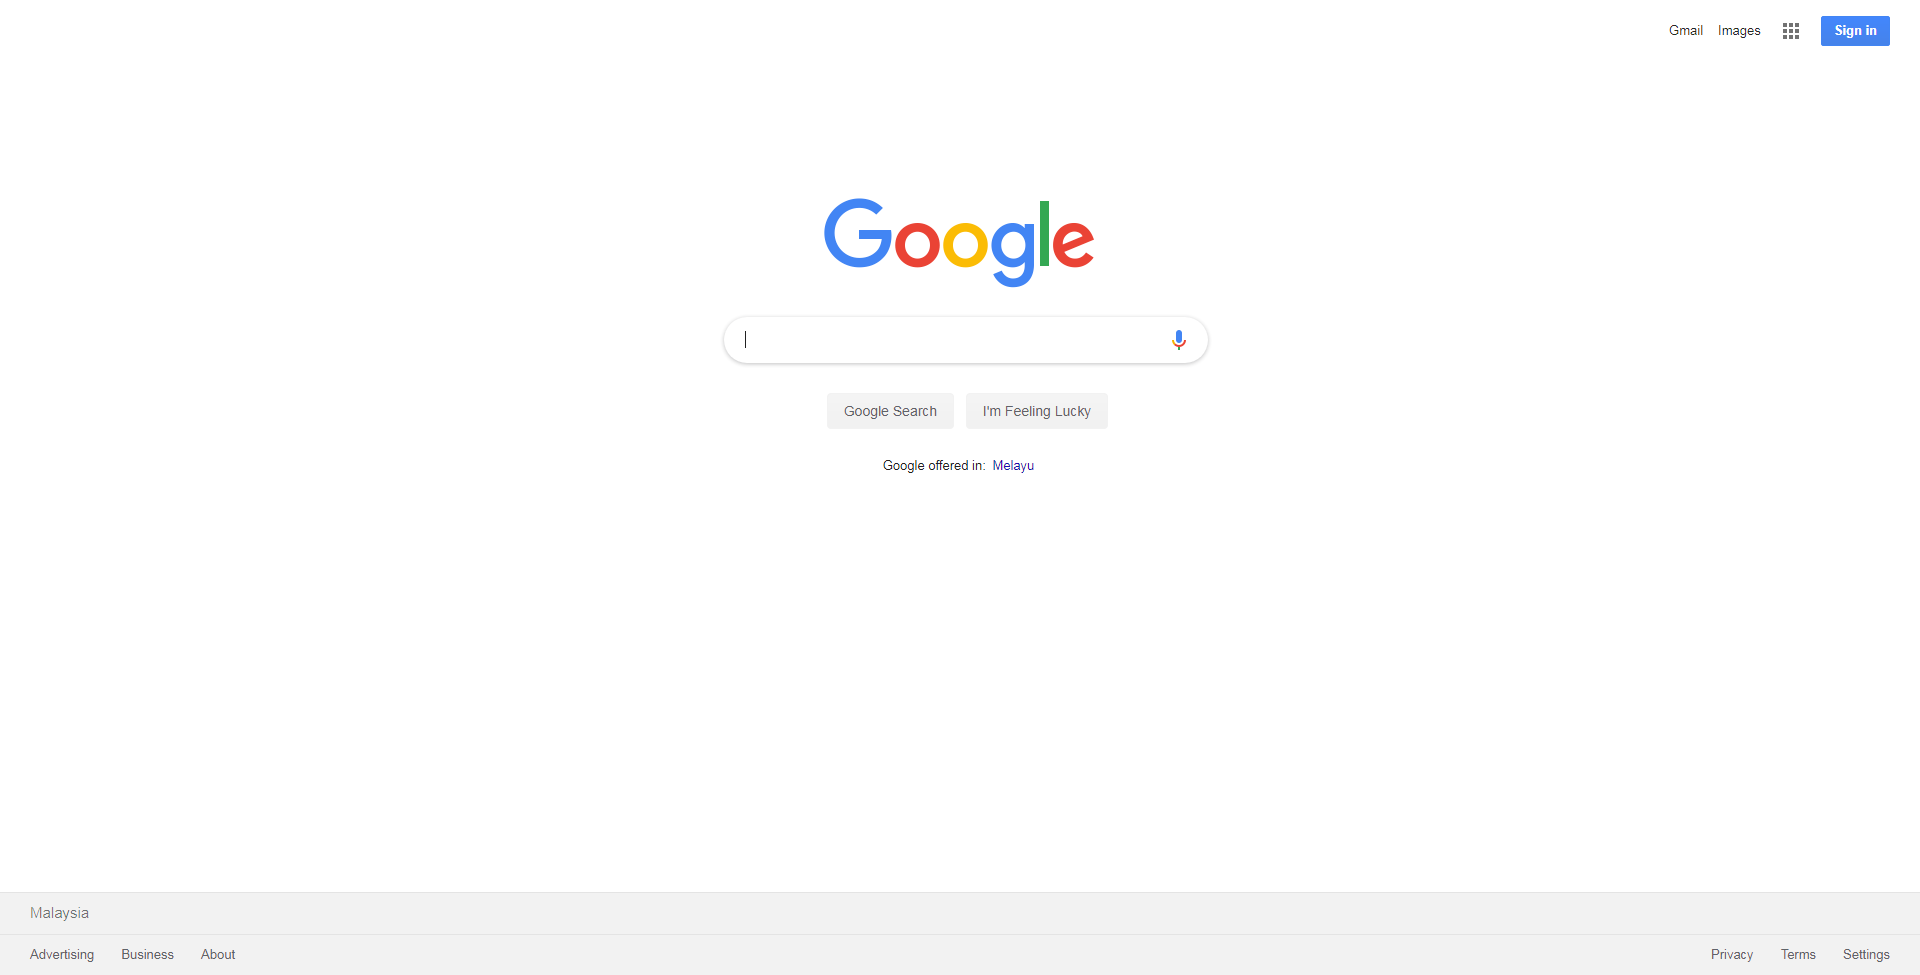 Gmail Images Sign in
Google
Google Search I'm Feeling Lucky
Google offered in: Melayu
Malaysia
Advertising Business About Privacy Terms Settings